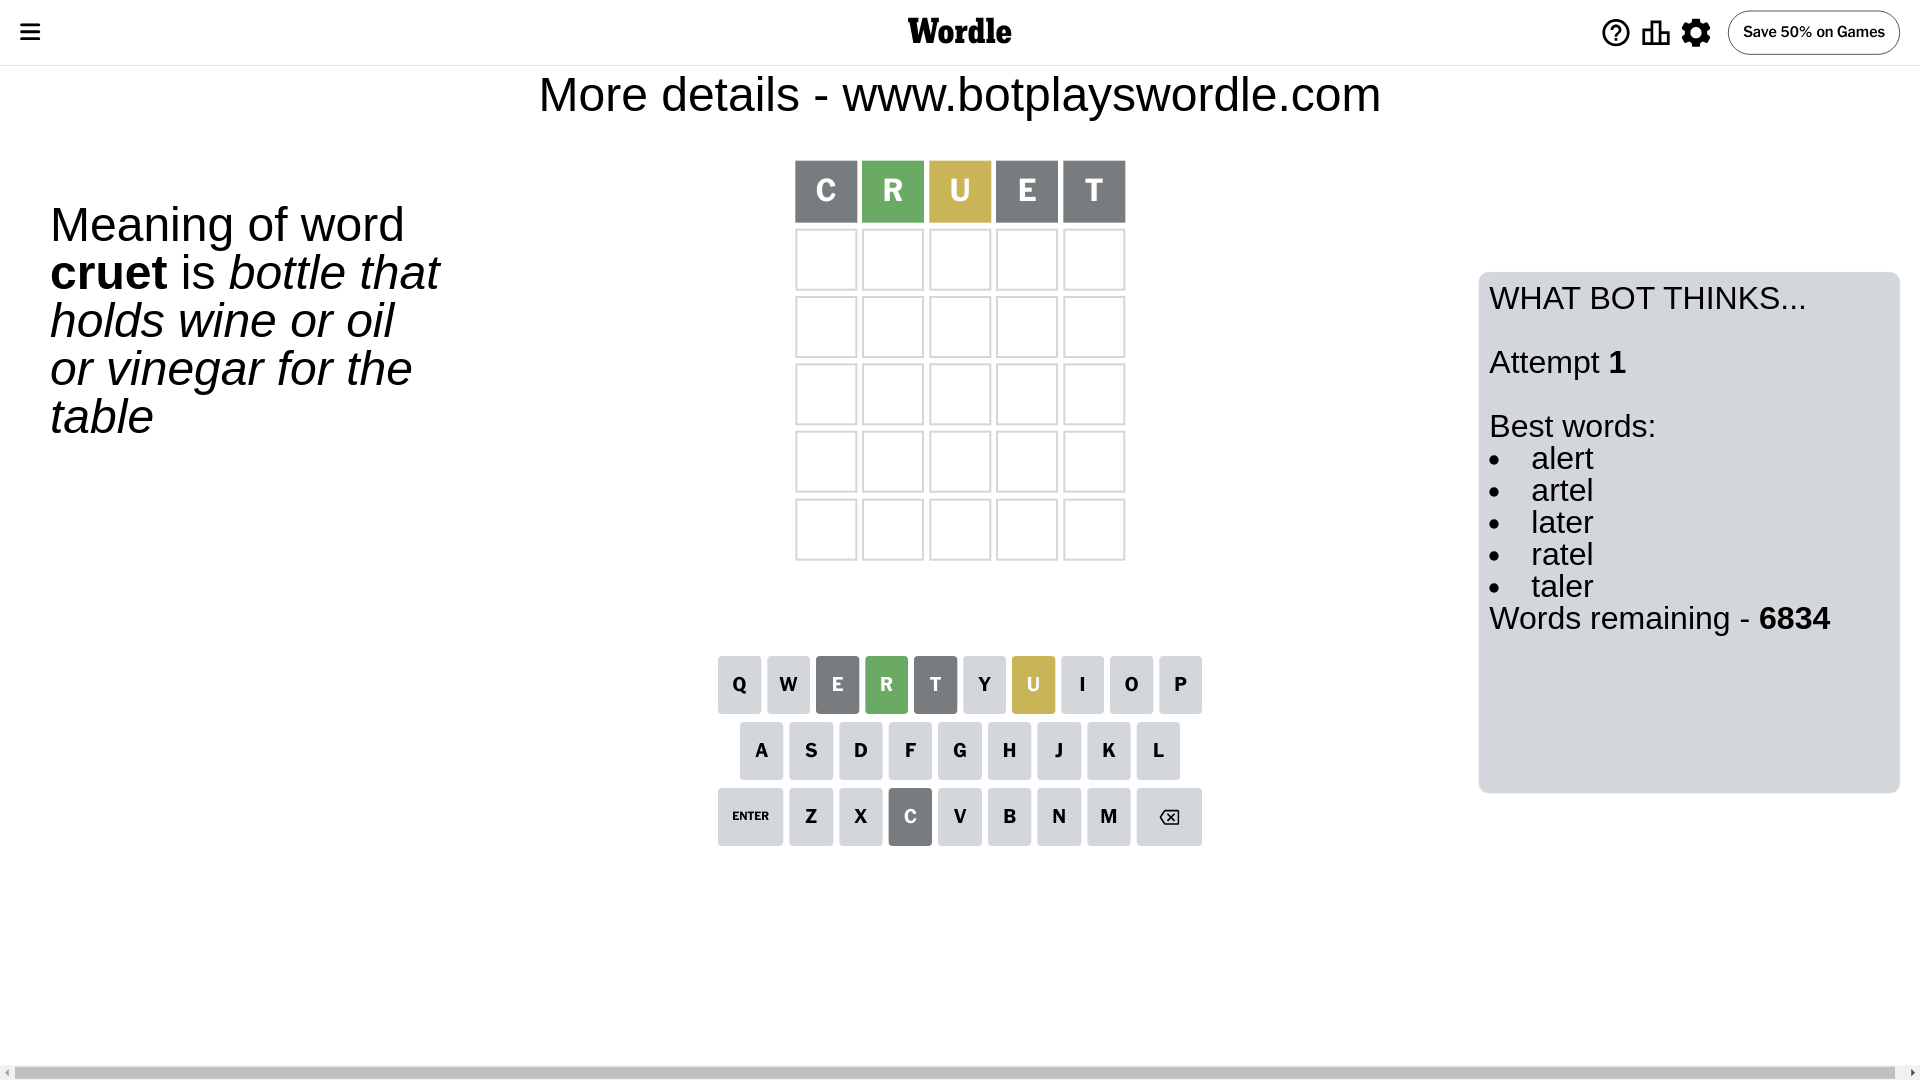 Wordle
Save 50% on Games
More details - www.botplayswordle.com
Meaning of word
cruet is bottle that
holds wine or oil
or vinegar for the
table
C R U E T
WHAT BOT THINKS...
Attempt 1
Best words:
• alert
• artel
• later
• ratel
• taler
Words remaining - 6834
Q W E R T Y U I O P
A S D F G H J K L
ENTER Z X C V B N M